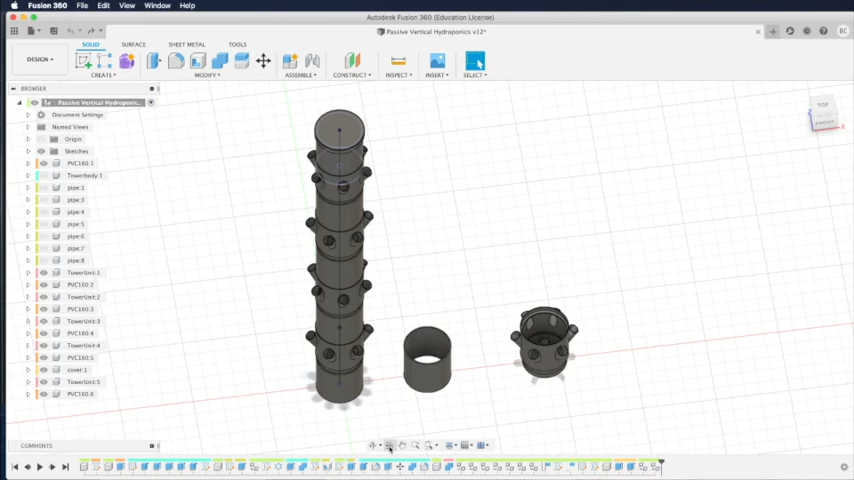 Fusion 360 File Edit View Window Help
Autodesk Fusion 360 (Education License)
Passive Vertical Hydroponics v12*
BC
SOLID SURFACE SHEET METAL TOOLS
DESIGN
CREATE MODIFY ASSEMBLE CONSTRUCT INSPECT INSERT SELECT
BROWSER
Passive Vertical Hydroponic...
Document Settings
Named Views
Origin
Sketches
PVC160:1
Towerbody:1
pipe:1
pipe:3
pipe:4
pipe:5
pipe:6
pipe:7
pipe:8
TowerUnit:1
PVC160:2
TowerUnit:2
PVC160:3
TowerUnit:3
PVC160:4
TowerUnit:4
PVC160:5
cover:1
TowerUnit:5
PVC160:6
TOP
FRONT
Z
X
COMMENTS